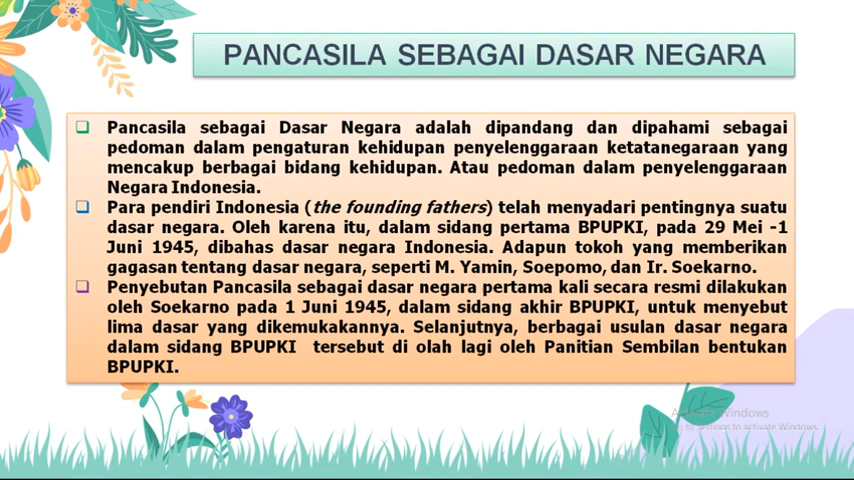 PANCASILA SEBAGAI DASAR NEGARA
Pancasila sebagai Dasar Negara adalah dipandang dan dipahami sebagai
pedoman dalam pengaturan kehidupan penyelenggaraan ketatanegaraan yang
mencakup berbagai bidang kehidupan. Atau pedoman dalam penyelenggaraan
Negara Indonesia.
Para pendiri Indonesia (the founding fathers) telah menyadari pentingnya suatu
dasar negara. Oleh karena itu, dalam sidang pertama BPUPKI, pada 29 Mei -1
Juni 1945, dibahas dasar negara Indonesia. Adapun tokoh yang memberikan
gagasan tentang dasar negara, seperti M. Yamin, Soepomo, dan Ir. Soekarno.
Penyebutan Pancasila sebagai dasar negara pertama kali secara resmi dilakukan
oleh Soekarno pada 1 Juni 1945, dalam sidang akhir BPUPKI, untuk menyebut
lima dasar yang dikemukakannya. Selanjutnya, berbagai usulan dasar negara
dalam sidang BPUPKI tersebut di olah lagi oleh Panitian Sembilan bentukan
BPUPKI.
Activate Windows
to Settings to activate Windows.